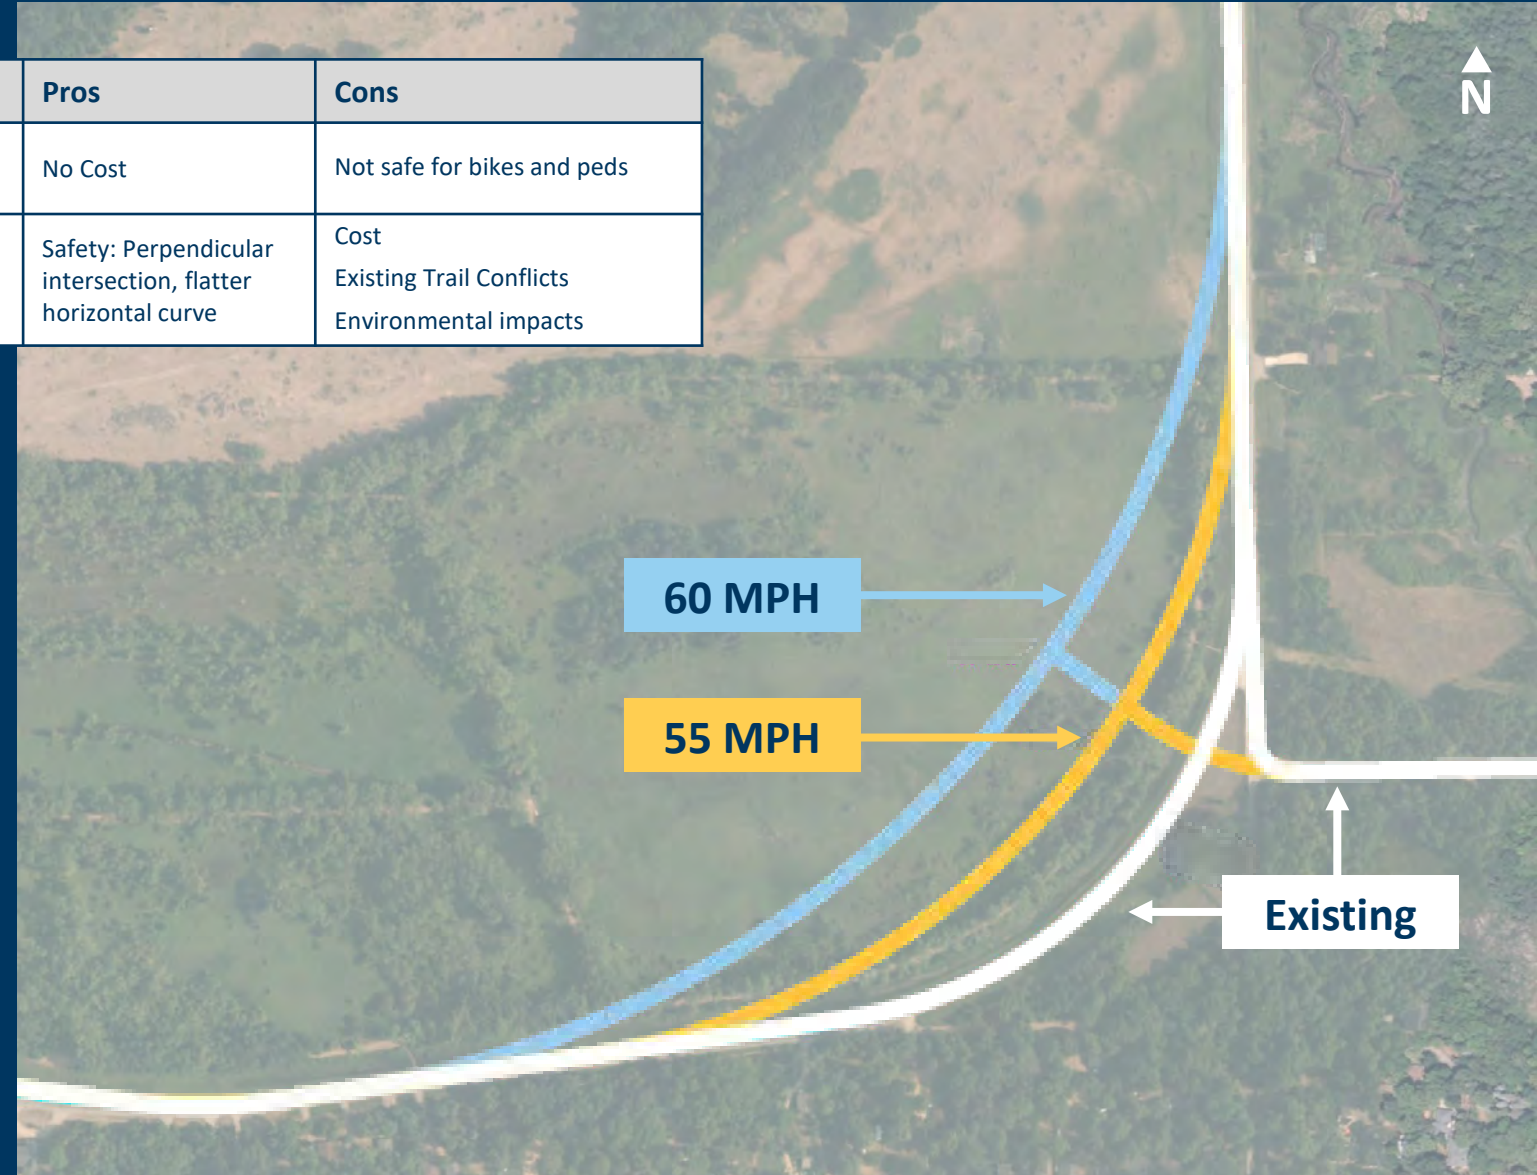 Pros Cons
N
No Cost Not safe for bikes and peds
Safety: Perpendicular
intersection, flatter
horizontal curve
Cost
Existing Trail Conflicts
Environmental impacts
60 MPH
55 MPH
Existing